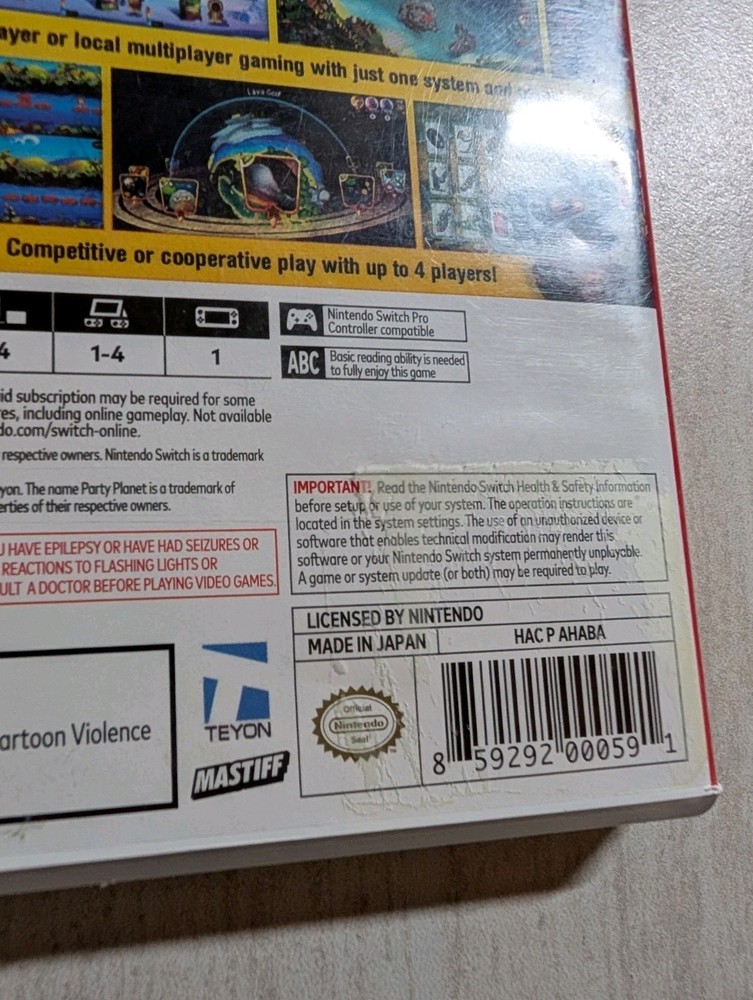 ayer or local multiplayer gaming with just one system and
Lava Golf
Competitive or cooperative play with up to 4 players!
4
1-4
1
Nintendo Switch Pro
Controller compatible
ABC
Basic reading ability is needed
to fully enjoy this game
id subscription may be required for some
es, including online gameplay. Not available
do.com/switch-online.
respective owners. Nintendo Switch is a trademark
yon. The name Party Planet is a trademark of
erties of their respective owners.
U HAVE EPILEPSY OR HAVE HAD SEIZURES OR
REACTIONS TO FLASHING LIGHTS OR
ULT A DOCTOR BEFORE PLAYING VIDEO GAMES.
IMPORTANT! Read the Nintendo Switch Health & Safety Information
before setup or use of your system. The operation instructions are
located in the system settings. The use of an unauthorized device or
software that enables technical modification may render this
software or your Nintendo Switch system permanently unplayable.
A game or system update (or both) may be required to play.
LICENSED BY NINTENDO
MADE IN JAPAN
HAC P AHABA
artoon Violence
TEYON
MASTIFF
Official
Nintendo
Seal
8 59292 00059 1